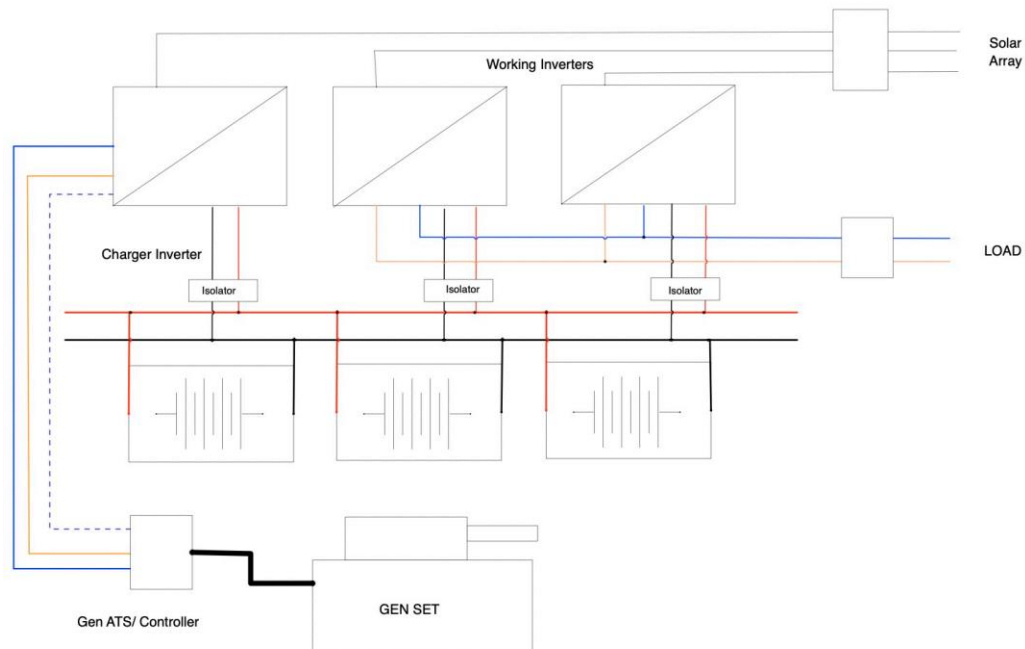 Solar
Array
Working Inverters
Charger Inverter
LOAD
Isolator
Isolator
Isolator
GEN SET
Gen ATS/ Controller